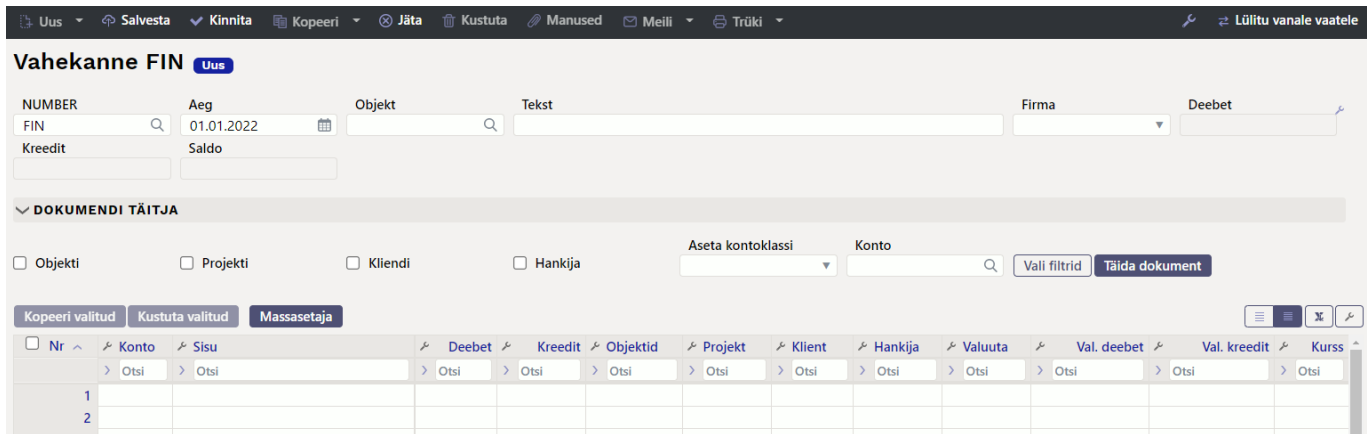 Uus Salvesta Kinnita Kopeeri Jäta Kustuta Manused Meili Trüki Lülitu vanale vaatele
Vahekanne FIN Uus
NUMBER Aeg Objekt Tekst Firma Deebet
FIN 01.01.2022
Kreedit Saldo
DOKUMENDI TÄITJA
Aseta kontoklassi Konto
Objekti Projekti Kliendi Hankija Vali filtrid Täida dokument
Kopeeri valitud Kustuta valitud Massasetaja
Nr Konto Sisu Deebet Kreedit Objektid Projekt Klient Hankija Valuuta Val. deebet Val. kreedit Kurss
Otsi Otsi Otsi Otsi Otsi Otsi Otsi Otsi Otsi Otsi Otsi Otsi
1
2